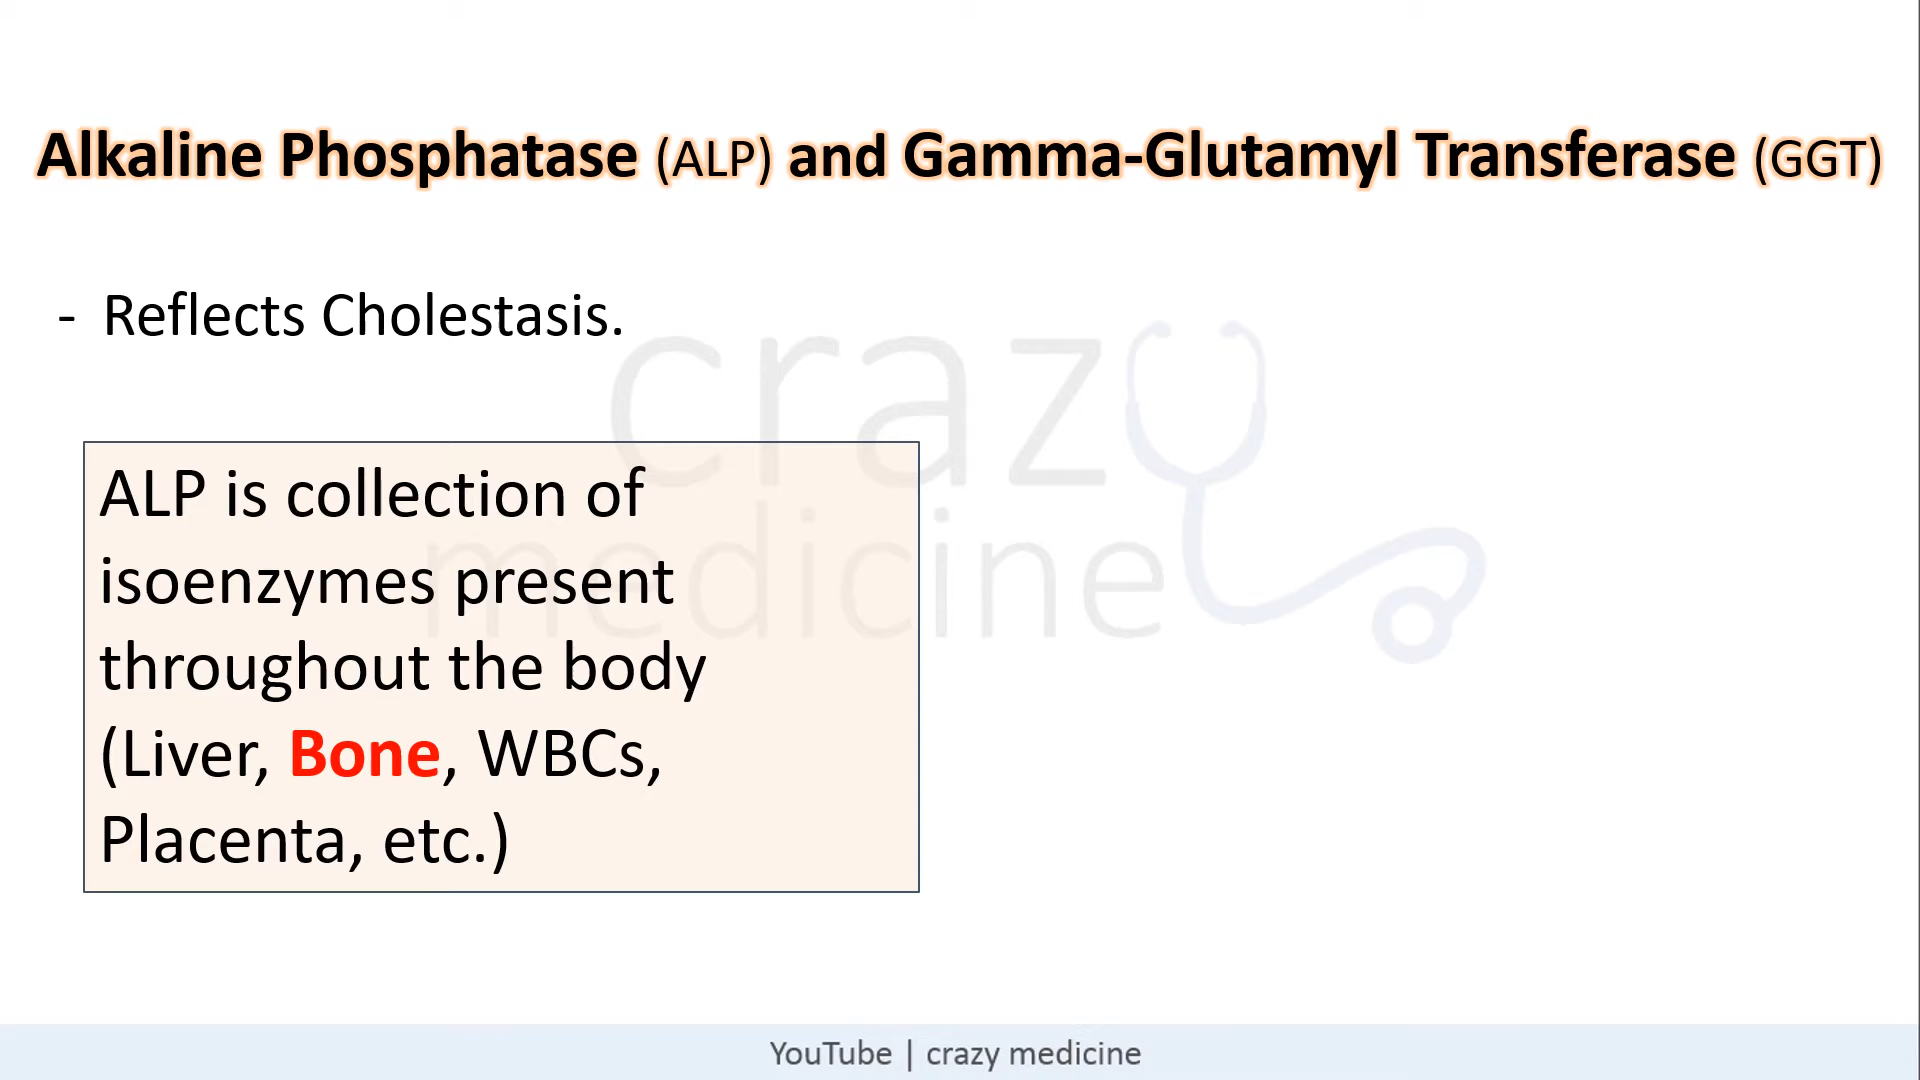 Alkaline Phosphatase (ALP) and Gamma-Glutamyl Transferase (GGT)
- Reflects Cholestasis.
crazy
medicine
ALP is collection of
isoenzymes present
throughout the body
(Liver, Bone, WBCs,
Placenta, etc.)
YouTube | crazy medicine